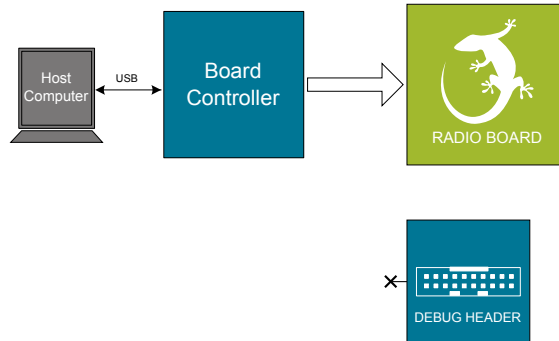 Host
Computer
USB
Board
Controller
RADIO BOARD
DEBUG HEADER